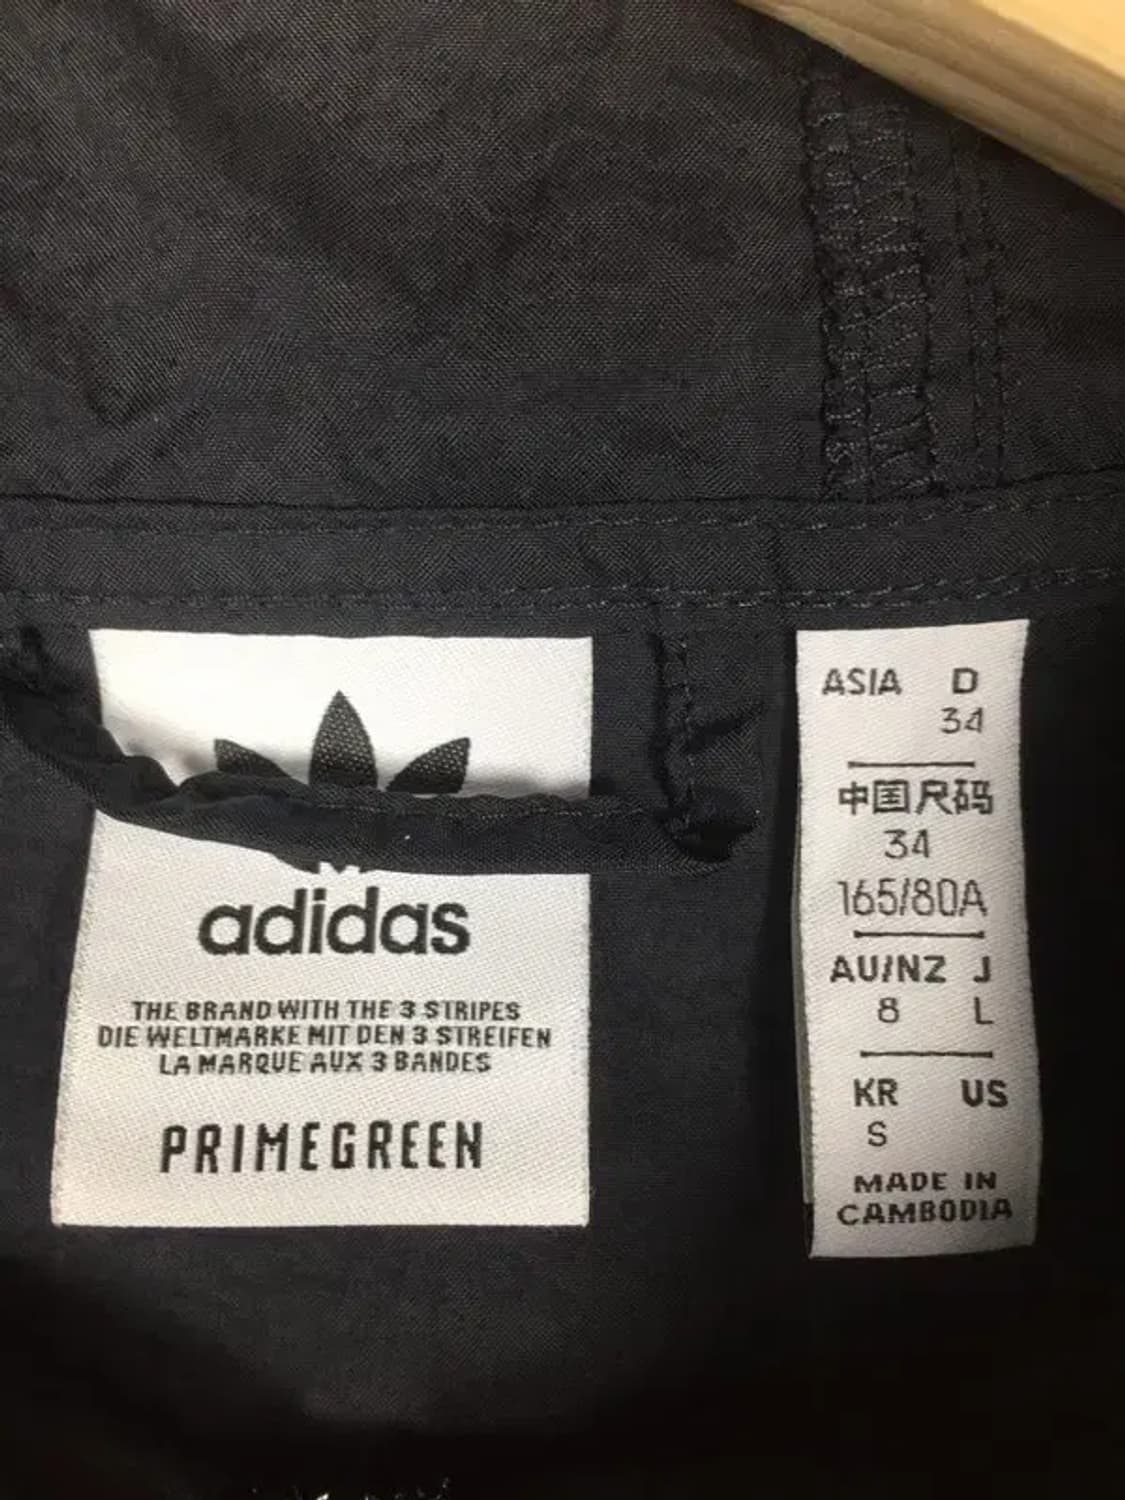 adidas
THE BRAND WITH THE 3 STRIPES
DIE WELTMARKE MIT DEN 3 STREIFEN
LA MARQUE AUX 3 BANDES
PRIMEGREEN
ASIA D
34
中国尺码
34
165/80A
AU/NZ J
8 L
KR US
S
MADE IN
CAMBODIA